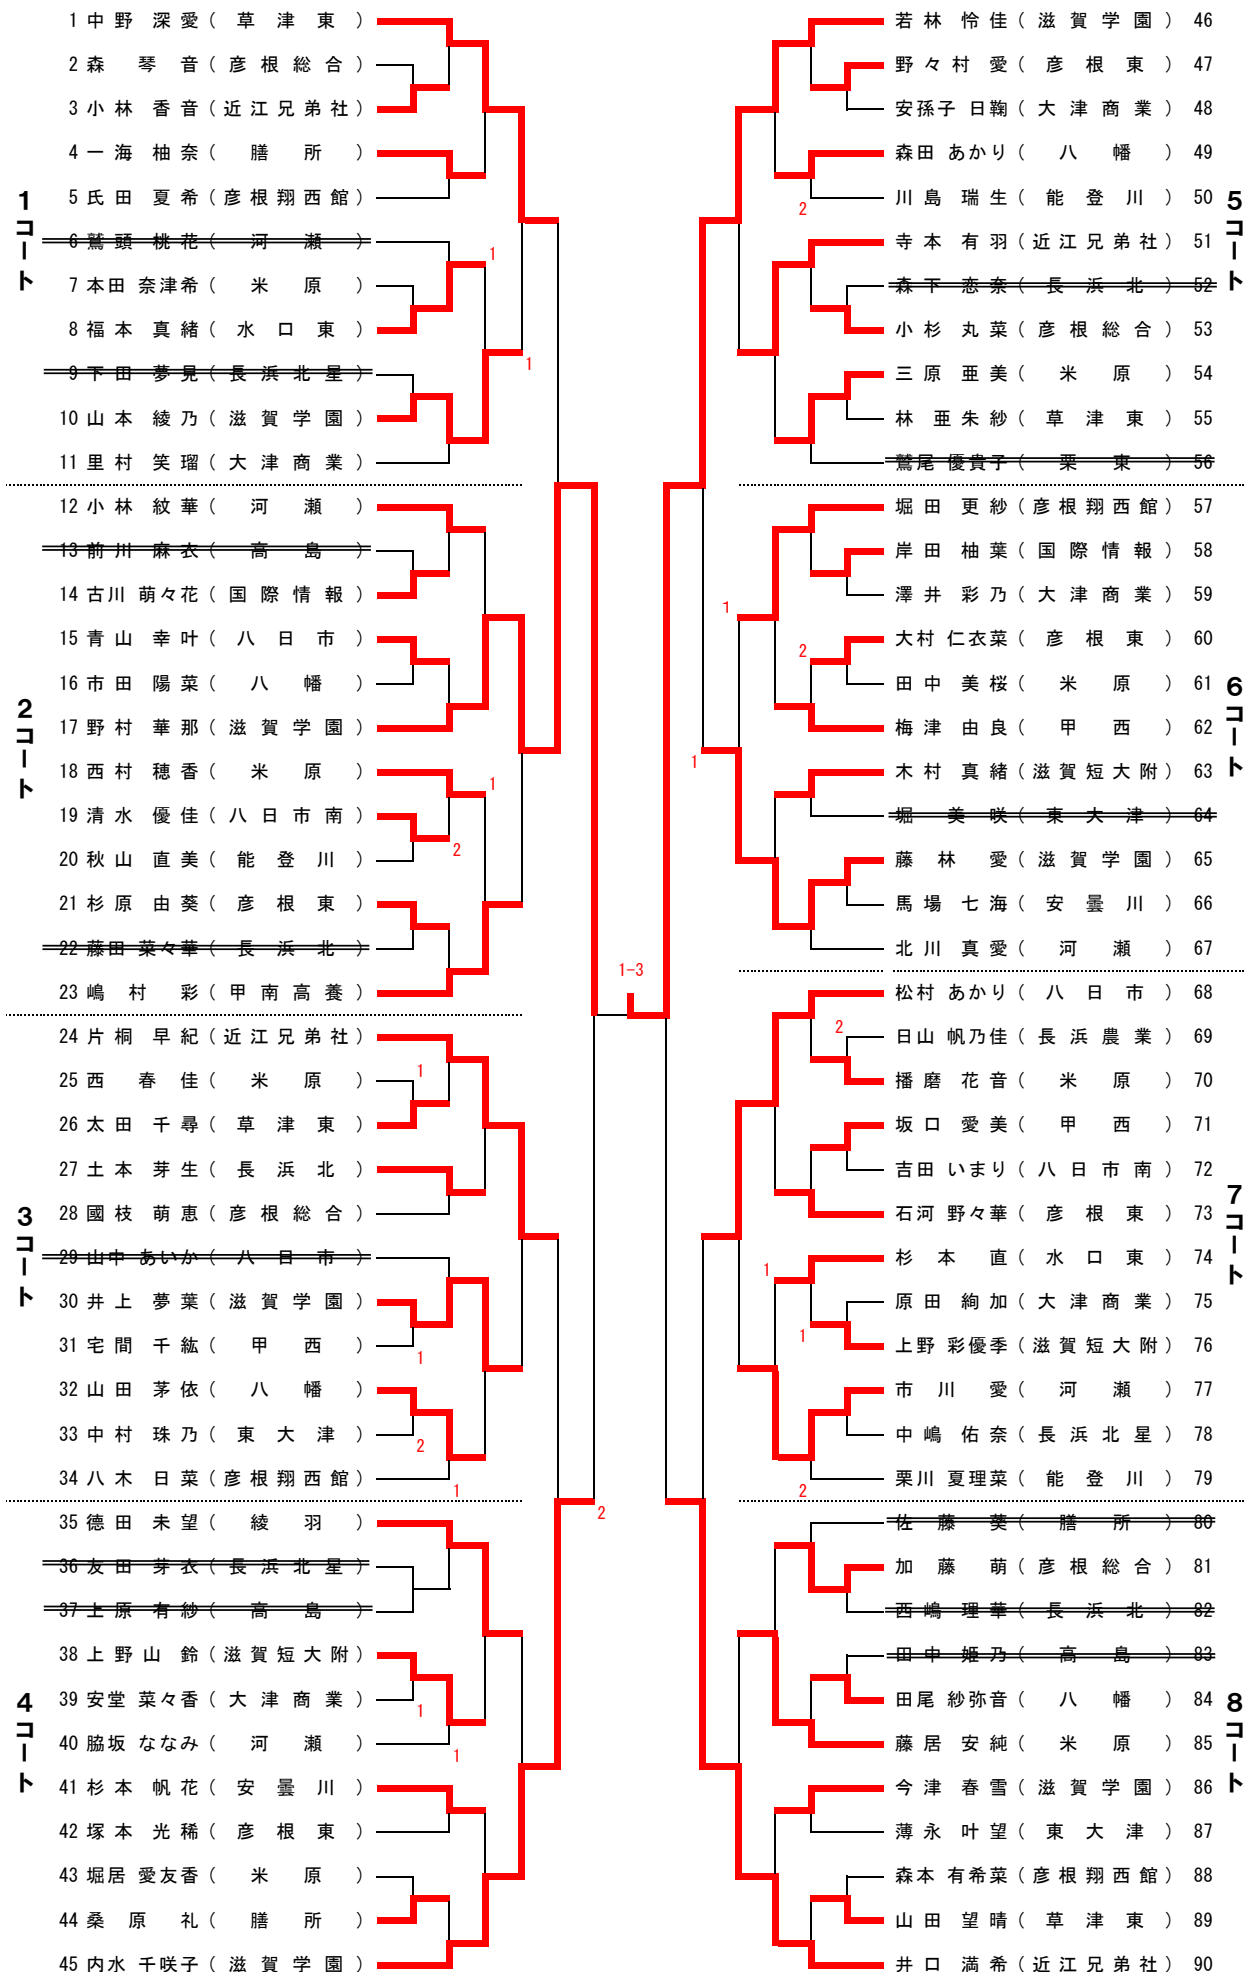 1 中野 深愛 ( 草津東 )
2 森 琴音 ( 彦根総合 )
3 小林 香音 ( 近江兄弟社 )
4 一海 柚奈 ( 膳所 )
5 氏田 夏希 ( 彦根翔西館 )
1コート
6 鷲頭 桃花 ( 河瀬 )
1
7 本田 奈津希 ( 米原 )
8 福本 真緒 ( 水口東 )
9 下田 夢見 ( 長浜北星 )
1
10 山本 綾乃 ( 滋賀学園 )
11 里村 笑瑠 ( 大津商業 )
12 小林 紋華 ( 河瀬 )
13 前川 麻衣 ( 高島 )
14 古川 萌々花 ( 国際情報 )
15 青山 幸叶 ( 八日市 )
16 市田 陽菜 ( 八幡 )
2コート
17 野村 華那 ( 滋賀学園 )
18 西村 穂香 ( 米原 )
1
19 清水 優佳 ( 八日市南 )
2
20 秋山 直美 ( 能登川 )
21 杉原 由葵 ( 彦根東 )
22 藤田 菜々華 ( 長浜北 )
23 嶋村 彩 ( 甲南高養 )
24 片桐 早紀 ( 近江兄弟社 )
1
25 西 春佳 ( 米原 )
26 太田 千尋 ( 草津東 )
27 土本 芽生 ( 長浜北 )
28 國枝 萌恵 ( 彦根総合 )
3コート
29 山中 あいか ( 八日市 )
30 井上 夢葉 ( 滋賀学園 )
31 宅間 千紘 ( 甲西 )
1
32 山田 茅依 ( 八幡 )
33 中村 珠乃 ( 東大津 )
2
34 八木 日菜 ( 彦根翔西館 )
1
2
35 德田 未望 ( 綾羽 )
36 友田 芽衣 ( 長浜北星 )
37 上原 有紗 ( 高島 )
38 上野山 鈴 ( 滋賀短大附 )
39 安堂 菜々香 ( 大津商業 )
1
4コート
40 脇坂 ななみ ( 河瀬 )
1
41 杉本 帆花 ( 安曇川 )
42 塚本 光稀 ( 彦根東 )
43 堀居 愛友香 ( 米原 )
44 桑原 礼 ( 膳所 )
45 内水 千咲子 ( 滋賀学園 )
1-3
若林 怜佳 ( 滋賀学園 ) 46
野々村 愛 ( 彦根東 ) 47
安孫子 日鞠 ( 大津商業 ) 48
森田 あかり ( 八幡 ) 49
川島 瑞生 ( 能登川 ) 50
2
5コート
寺本 有羽 ( 近江兄弟社 ) 51
森下 恋奈 ( 長浜北 ) 52
小杉 丸菜 ( 彦根総合 ) 53
三原 亜美 ( 米原 ) 54
林 亜朱紗 ( 草津東 ) 55
鷲尾 優貴子 ( 栗東 ) 56
堀田 更紗 ( 彦根翔西館 ) 57
岸田 柚葉 ( 国際情報 ) 58
澤井 彩乃 ( 大津商業 ) 59
1
大村 仁衣菜 ( 彦根東 ) 60
2
田中 美桜 ( 米原 ) 61
6コート
梅津 由良 ( 甲西 ) 62
1
木村 真緒 ( 滋賀短大附 ) 63
堀 美咲 ( 東大津 ) 64
藤林 愛 ( 滋賀学園 ) 65
馬場 七海 ( 安曇川 ) 66
北川 真愛 ( 河瀬 ) 67
松村 あかり ( 八日市 ) 68
2
日山 帆乃佳 ( 長浜農業 ) 69
播磨 花音 ( 米原 ) 70
坂口 愛美 ( 甲西 ) 71
吉田 いまり ( 八日市南 ) 72
石河 野々華 ( 彦根東 ) 73
7コート
杉本 直 ( 水口東 ) 74
1
原田 絢加 ( 大津商業 ) 75
1
上野 彩優季 ( 滋賀短大附 ) 76
市川 愛 ( 河瀬 ) 77
中嶋 佑奈 ( 長浜北星 ) 78
栗川 夏理菜 ( 能登川 ) 79
2
佐藤 葵 ( 膳所 ) 80
加藤 萌 ( 彦根総合 ) 81
西嶋 理華 ( 長浜北 ) 82
田中 姫乃 ( 高島 ) 83
田尾 紗弥音 ( 八幡 ) 84
8コート
藤居 安純 ( 米原 ) 85
今津 春雪 ( 滋賀学園 ) 86
薄永 叶望 ( 東大津 ) 87
森本 有希菜 ( 彦根翔西館 ) 88
山田 望晴 ( 草津東 ) 89
井口 満希 ( 近江兄弟社 ) 90